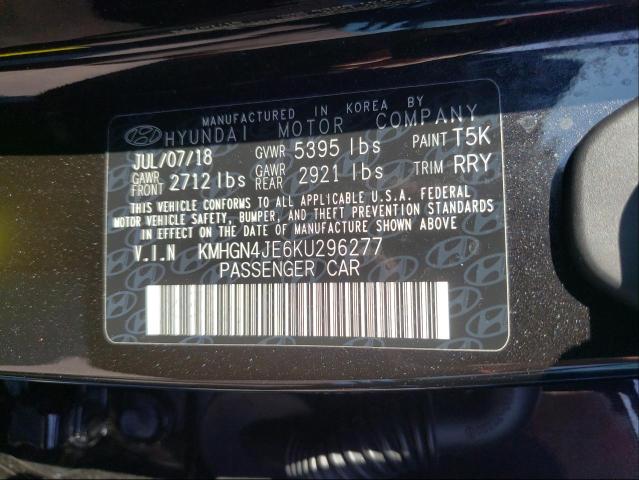 MANUFACTURED IN KOREA BY
HYUNDAI MOTOR COMPANY
JUL/07/18 GVWR 5395 lbs PAINT T5K
GAWR FRONT 2712 lbs GAWR REAR 2921 lbs TRIM RRY
THIS VEHICLE CONFORMS TO ALL APPLICABLE U.S.A. FEDERAL
MOTOR VEHICLE SAFETY, BUMPER, AND THEFT PREVENTION STANDARDS
IN EFFECT ON THE DATE OF MANUFACTURE SHOWN ABOVE
V.I.N KMHGN4JE6KU296277
PASSENGER CAR